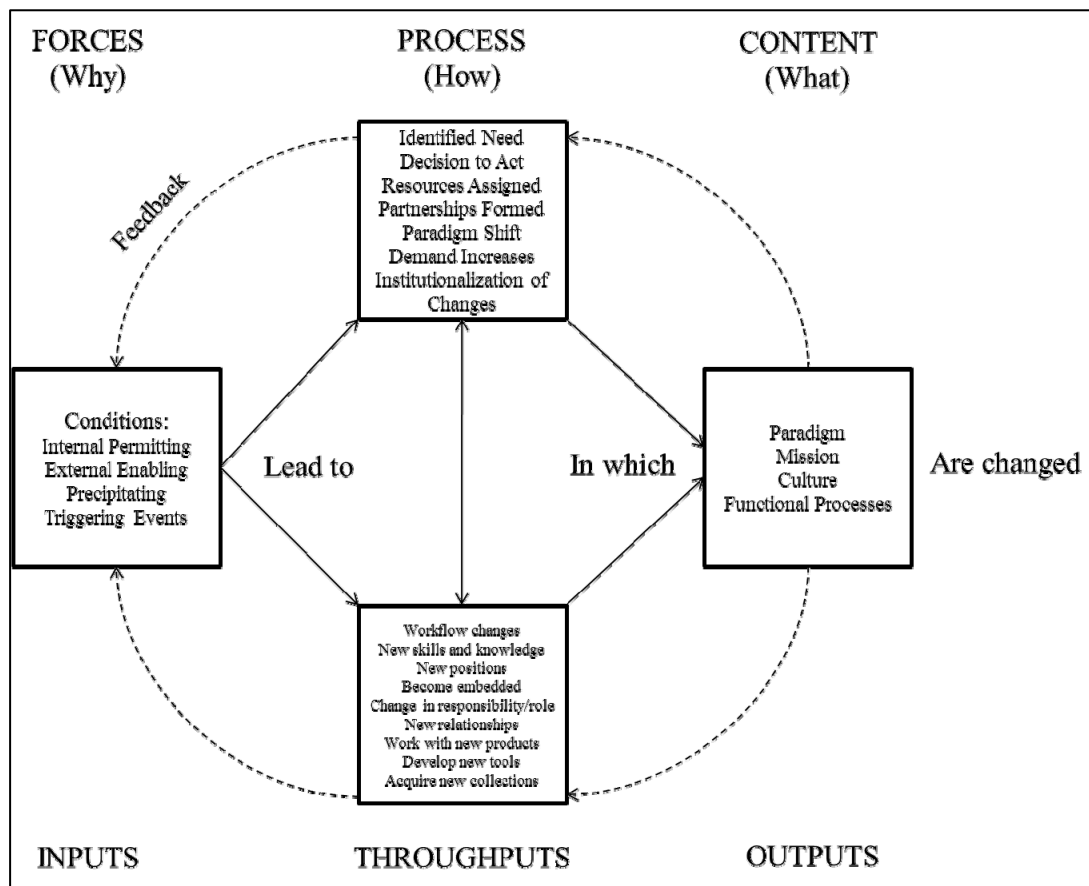 FORCES
(Why)
PROCESS
(How)
CONTENT
(What)
Feedback
Identified Need
Decision to Act
Resources Assigned
Partnerships Formed
Paradigm Shift
Demand Increases
Institutionalization of
Changes
Conditions:
Internal Permitting
External Enabling
Precipitating
Triggering Events
Lead to
In which
Paradigm
Mission
Culture
Functional Processes
Are changed
Workflow changes
New skills and knowledge
New positions
Become embedded
Change in responsibility/role
New relationships
Work with new products
Develop new tools
Acquire new collections
INPUTS
THROUGHPUTS
OUTPUTS